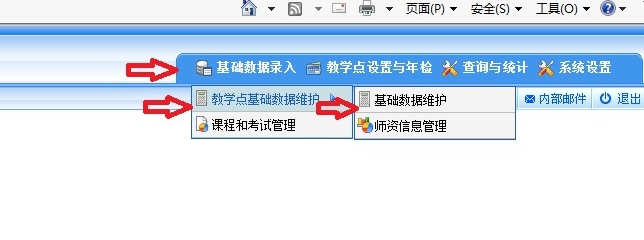 页面(P) 安全(S) 工具(O)
基础数据录入 教学点设置与年检 查询与统计 系统设置
教学点基础数据维护 基础数据维护 内部邮件 退出
课程和考试管理 师资信息管理